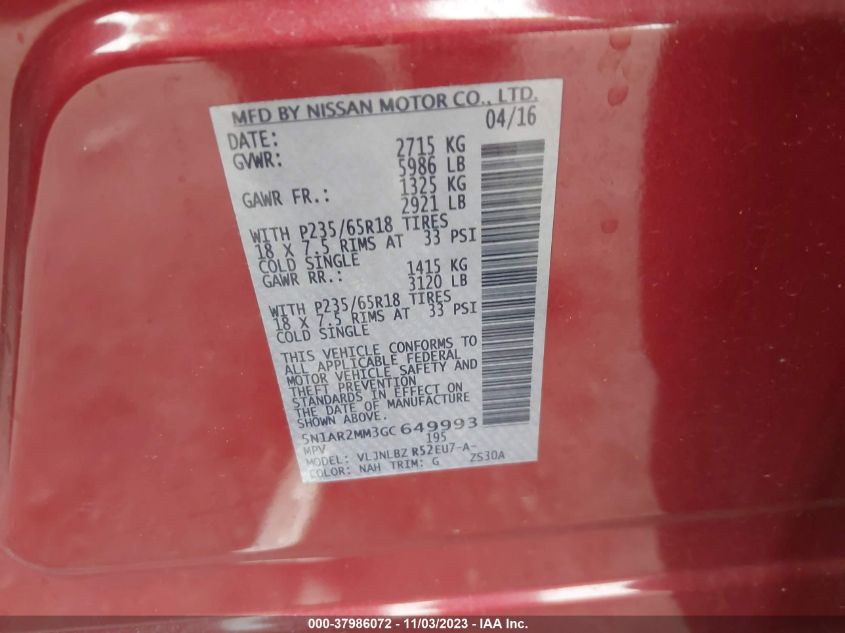 MFD BY NISSAN MOTOR CO., LTD.
DATE: 04/16
GVWR: 2715 KG
5986 LB
GAWR FR.: 1325 KG
2921 LB
WITH P235/65R18 TIRES
18 X 7.5 RIMS AT 33 PSI
COLD SINGLE
GAWR RR.: 1415 KG
3120 LB
WITH P235/65R18 TIRES
18 X 7.5 RIMS AT 33 PSI
COLD SINGLE
THIS VEHICLE CONFORMS TO
ALL APPLICABLE FEDERAL
MOTOR VEHICLE SAFETY AND
THEFT PREVENTION
STANDARDS IN EFFECT ON
THE DATE OF MANUFACTURE
SHOWN ABOVE.
5N1AR2MM3GC 649993
MPV 195
MODEL: VLJNLBZ R52EU7-A-
COLOR: NAH TRIM: G ZS30A
000-37986072 - 11/03/2023 - IAA Inc.